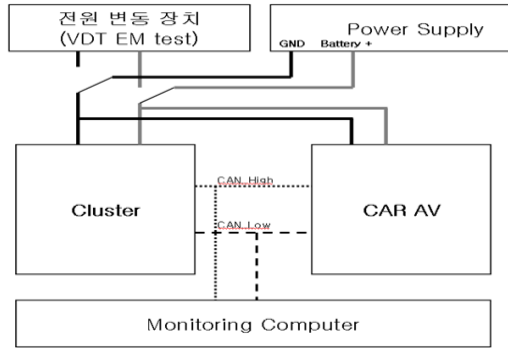 전원 변동 장치
(VDT EM test)
Power Supply
GND Battery +
CAN_High
Cluster
CAR AV
CAN_Low
Monitoring Computer